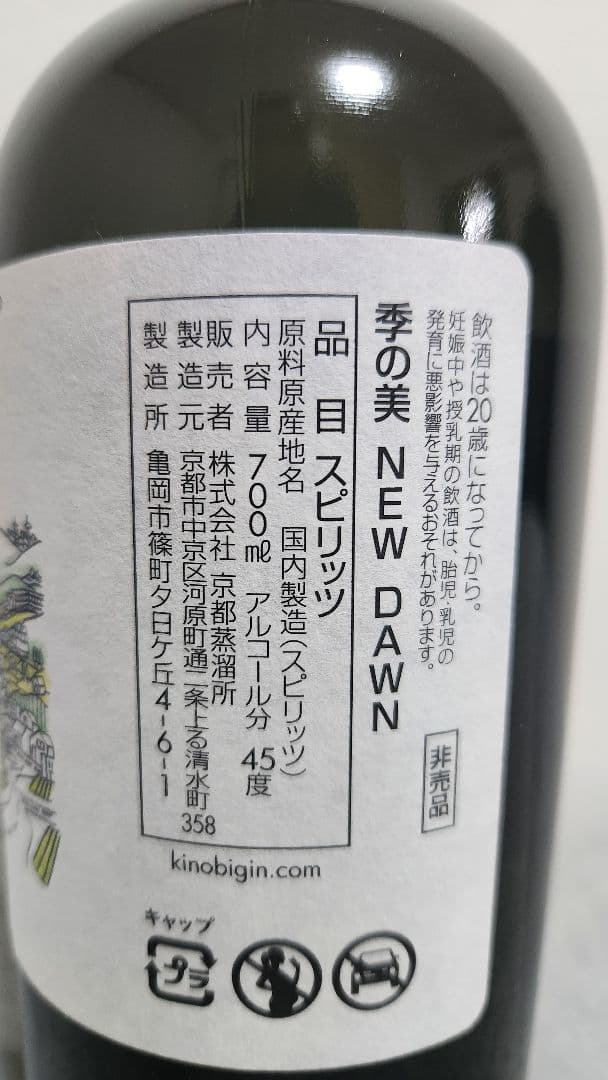 飲酒は20歳になってから。
妊娠中や授乳期の飲酒は、胎児・乳児の
発育に悪影響を与えるおそれがあります。
非売品
季の美 NEW DAWN
品目 スピリッツ
原料原産地名 国内製造(スピリッツ)
内容量 700ml アルコール分 45度
販売者 株式会社 京都蒸溜所
製造元 京都市中京区河原町通二条上る清水町358
製造所 亀岡市篠町夕日ケ丘4-6-1
kinobigin.com
キャップ
プラ